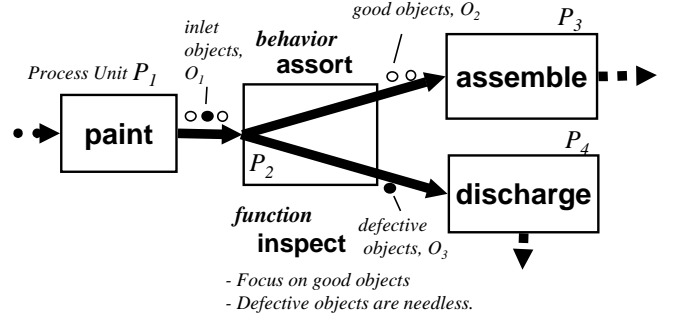 Process Unit P1
paint
inlet
objects,
O1
behavior
assort
P2
function
inspect
good objects, O2
P3
assemble
P4
discharge
defective
objects, O3
- Focus on good objects
- Defective objects are needless.